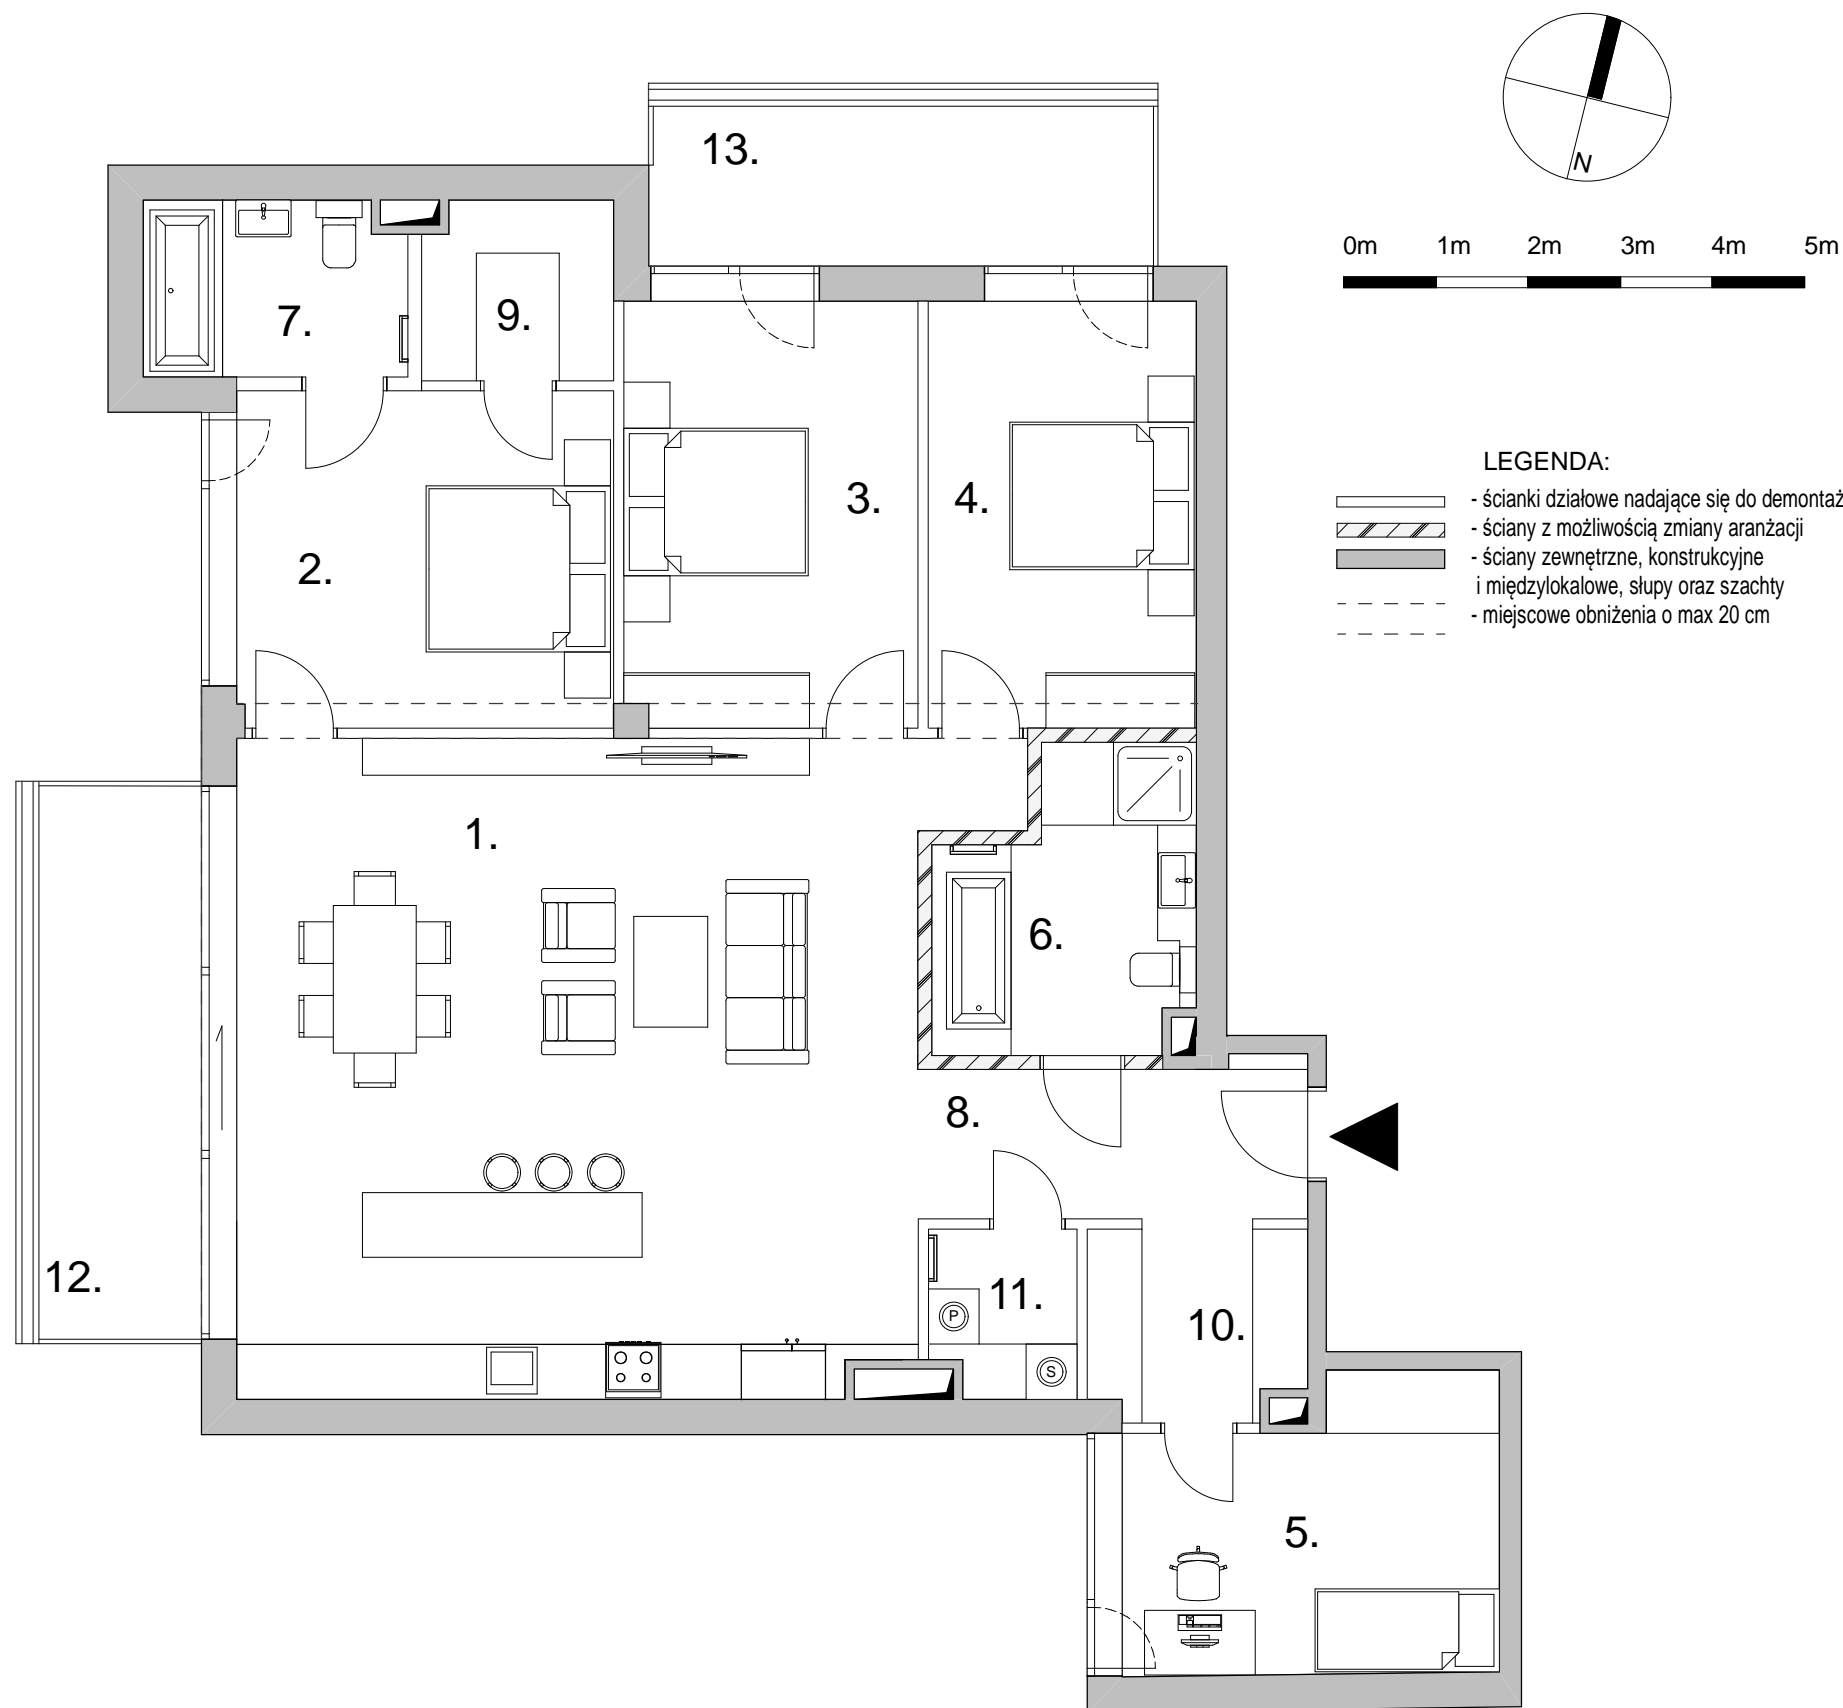 13.
N
0m 1m 2m 3m 4m 5m
7.
9.
LEGENDA:
- ścianki działowe nadające się do demontaż
- ściany z możliwością zmiany aranżacji
- ściany zewnętrzne, konstrukcyjne
i międzylokalowe, słupy oraz szachty
- miejscowe obniżenia o max 20 cm
3.
4.
2.
1.
6.
8.
12.
11.
P
10.
S
5.